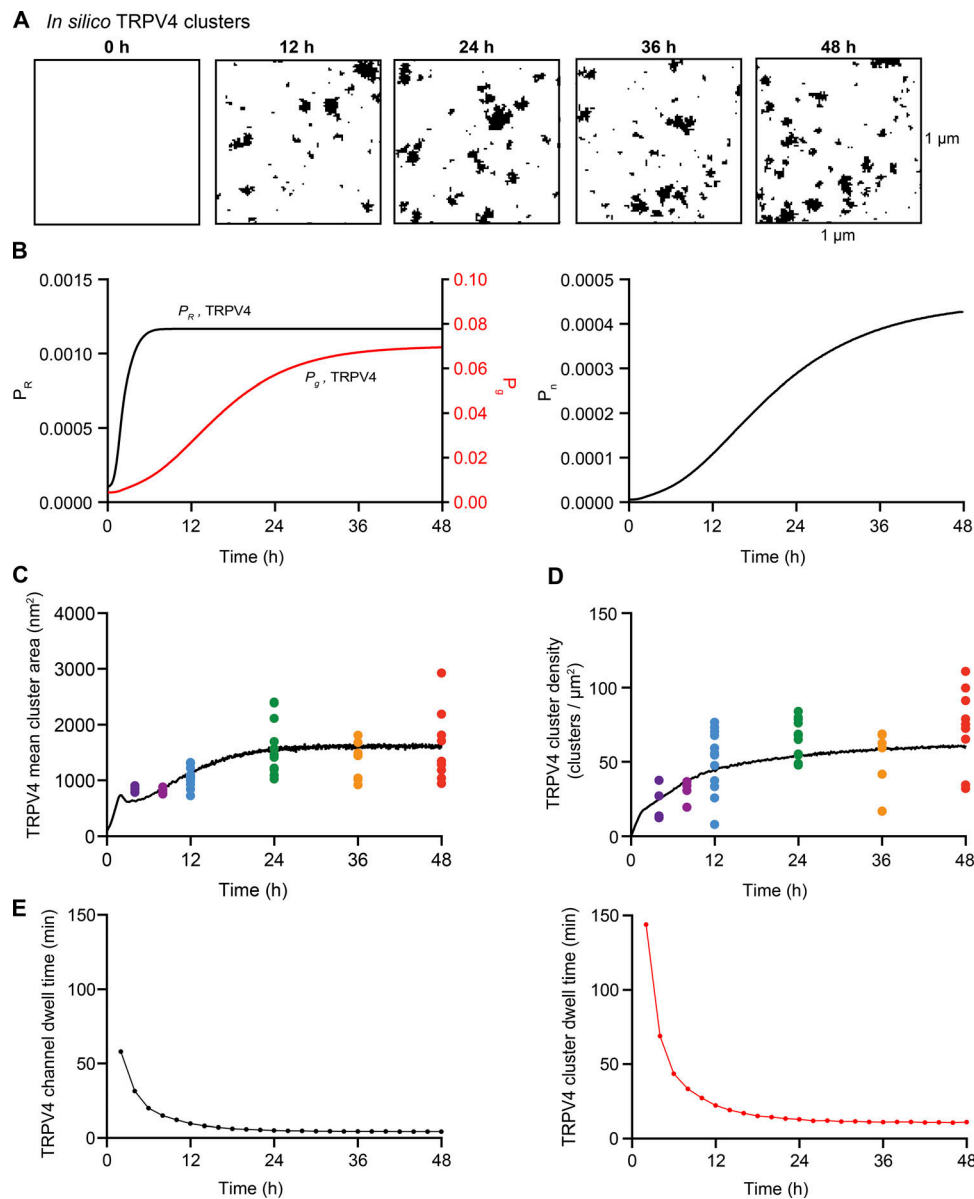 A In silico TRPV4 clusters
0 h 12 h 24 h 36 h 48 h
1 µm
1 µm
B
0.0015
0.0010
0.0005
0.0000
P_R
P_R , TRPV4
P_g , TRPV4
0.10
0.08
0.06
0.04
0.02
0.00
P_g
0 12 24 36 48
Time (h)
0.0005
0.0004
0.0003
0.0002
0.0001
0.0000
P_n
0 12 24 36 48
Time (h)
C
4000
3000
2000
1000
0
TRPV4 mean cluster area (nm²)
0 12 24 36 48
Time (h)
D
150
100
50
0
TRPV4 cluster density
(clusters / µm²)
0 12 24 36 48
Time (h)
E
150
100
50
0
TRPV4 channel dwell time (min)
0 12 24 36 48
Time (h)
150
100
50
0
TRPV4 cluster dwell time (min)
0 12 24 36 48
Time (h)